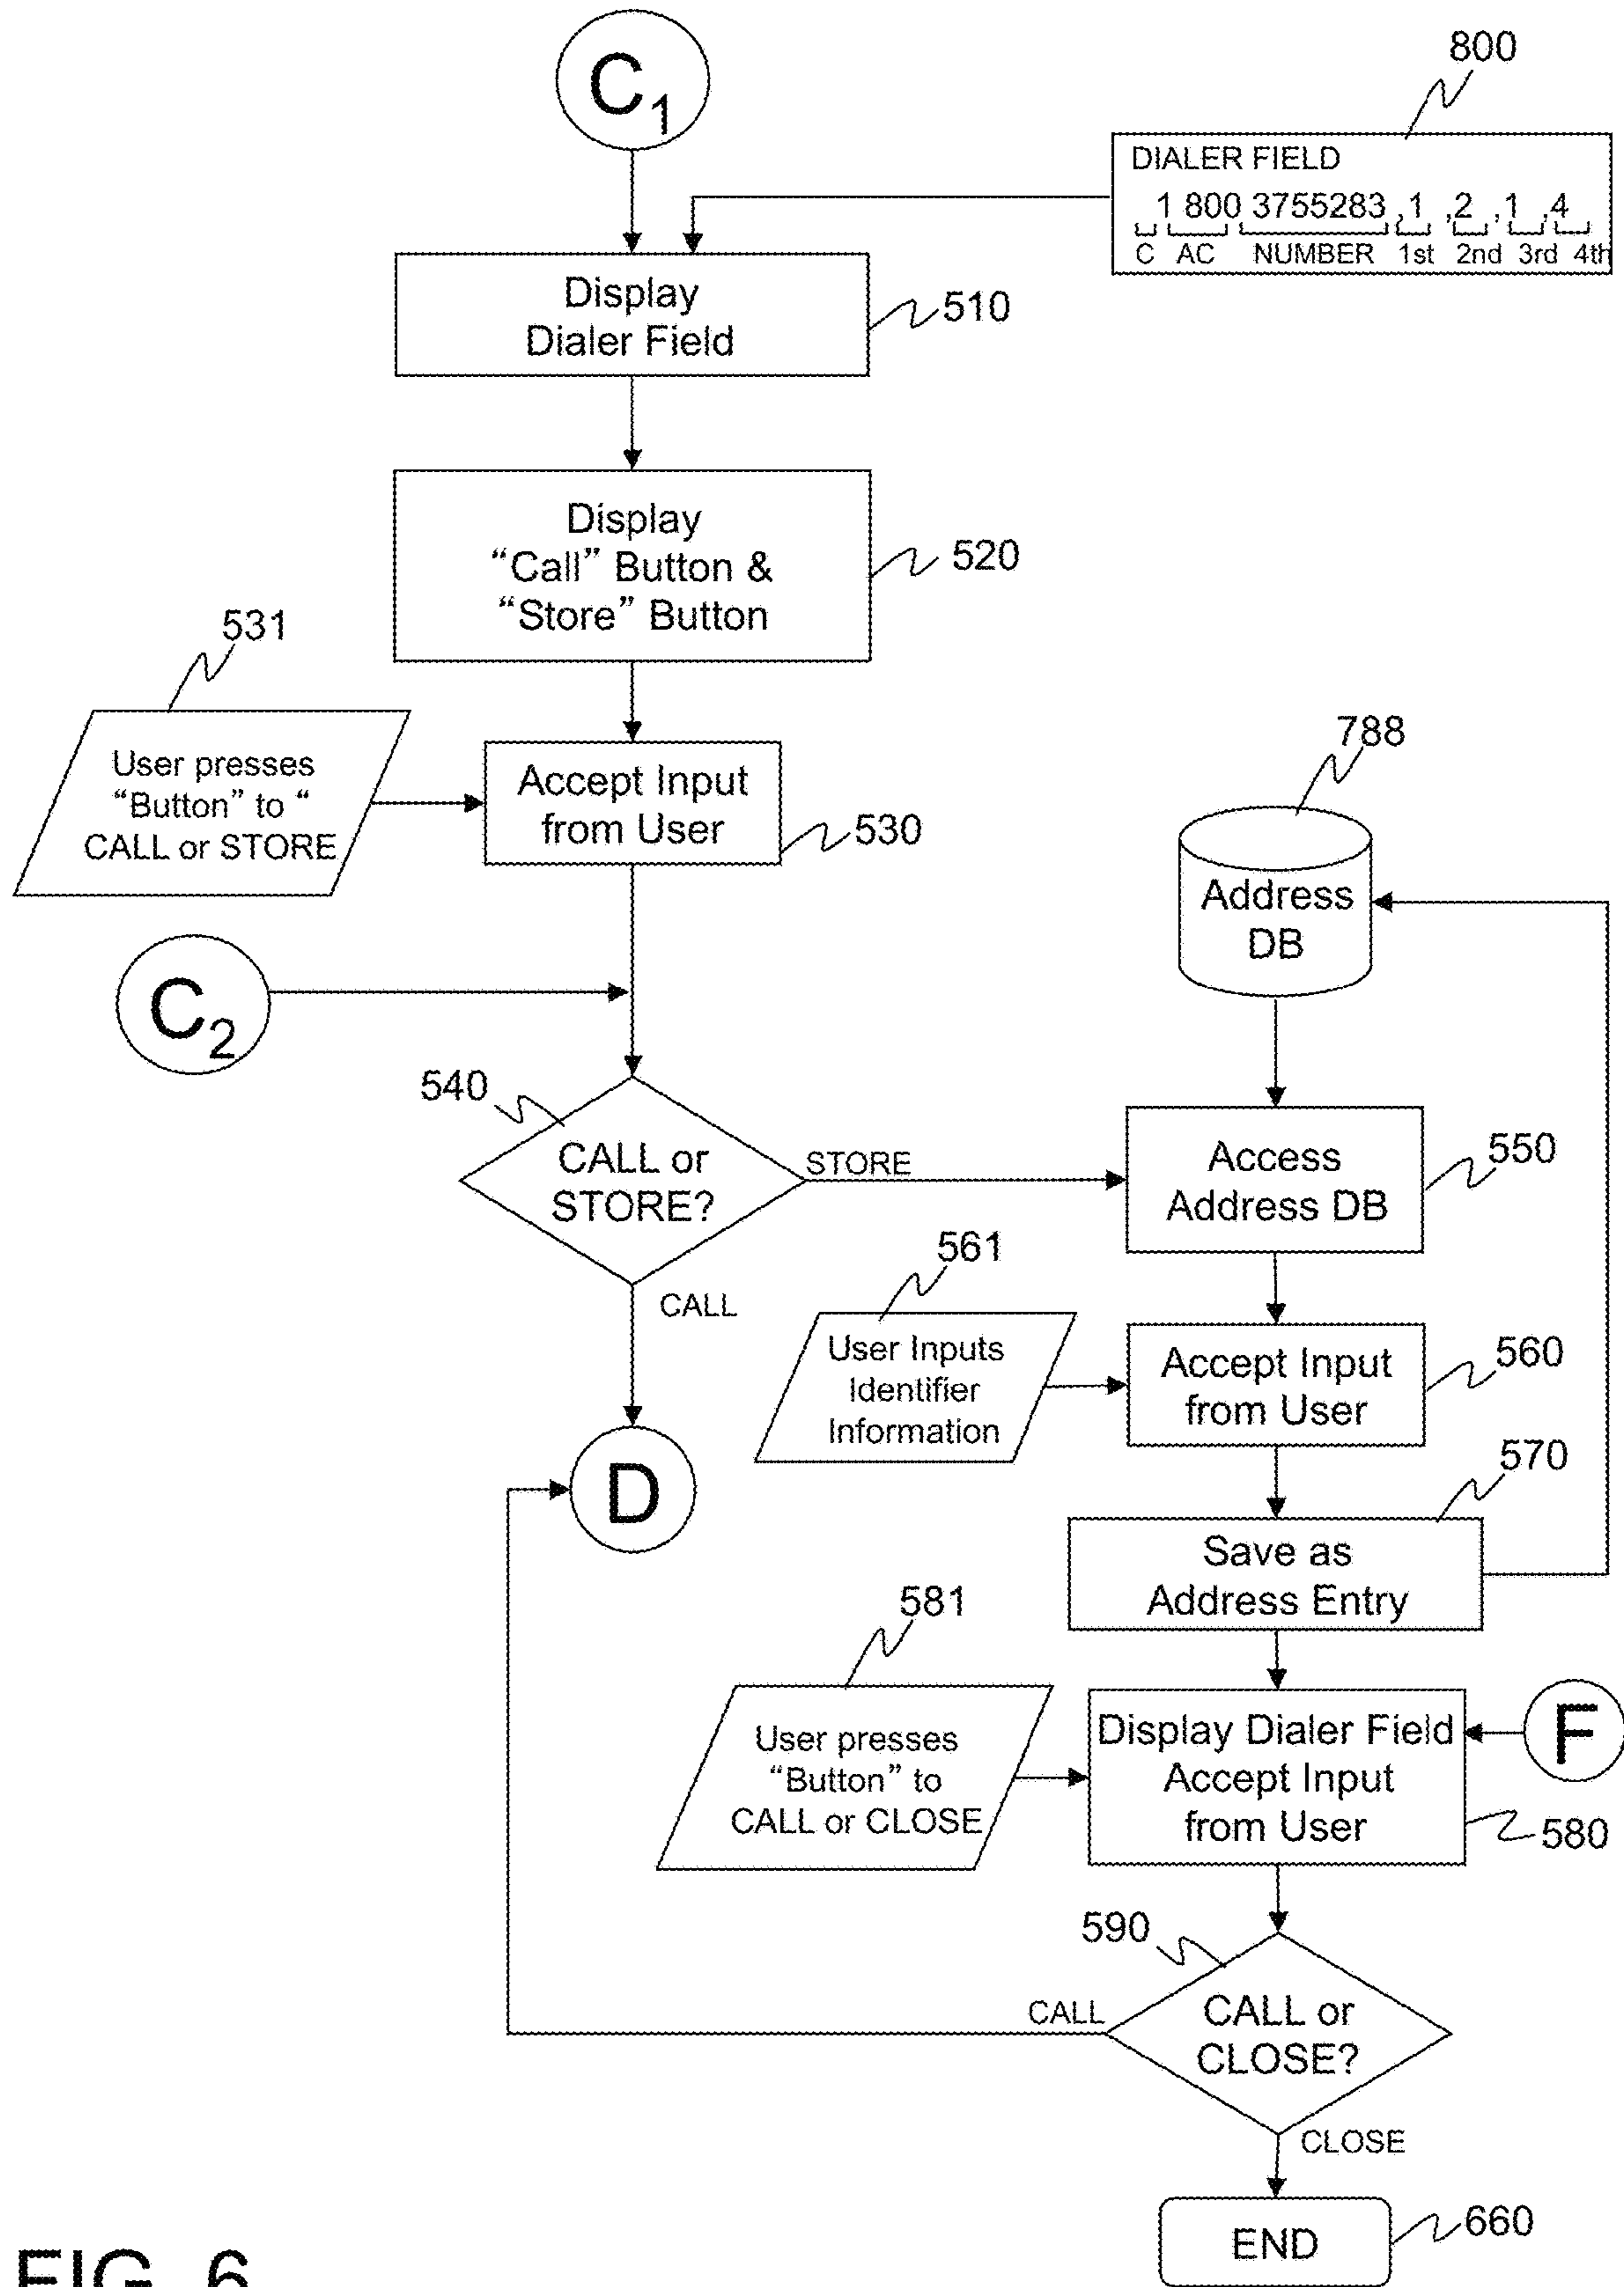 C1
800
DIALER FIELD
1 800 3755283 ,1 ,2 ,1 ,4
C AC NUMBER 1st 2nd 3rd 4th
Display
Dialer Field
510
Display
“Call” Button &
“Store” Button
520
531
User presses
“Button” to “
CALL or STORE
Accept Input
from User
530
788
Address
DB
C2
540
CALL or
STORE?
STORE
CALL
Access
Address DB
550
561
User Inputs
Identifier
Information
Accept Input
from User
560
D
570
Save as
Address Entry
581
User presses
“Button” to
CALL or CLOSE
Display Dialer Field
Accept Input
from User
F
580
590
CALL
CALL or
CLOSE?
CLOSE
END
660
FIG. 6